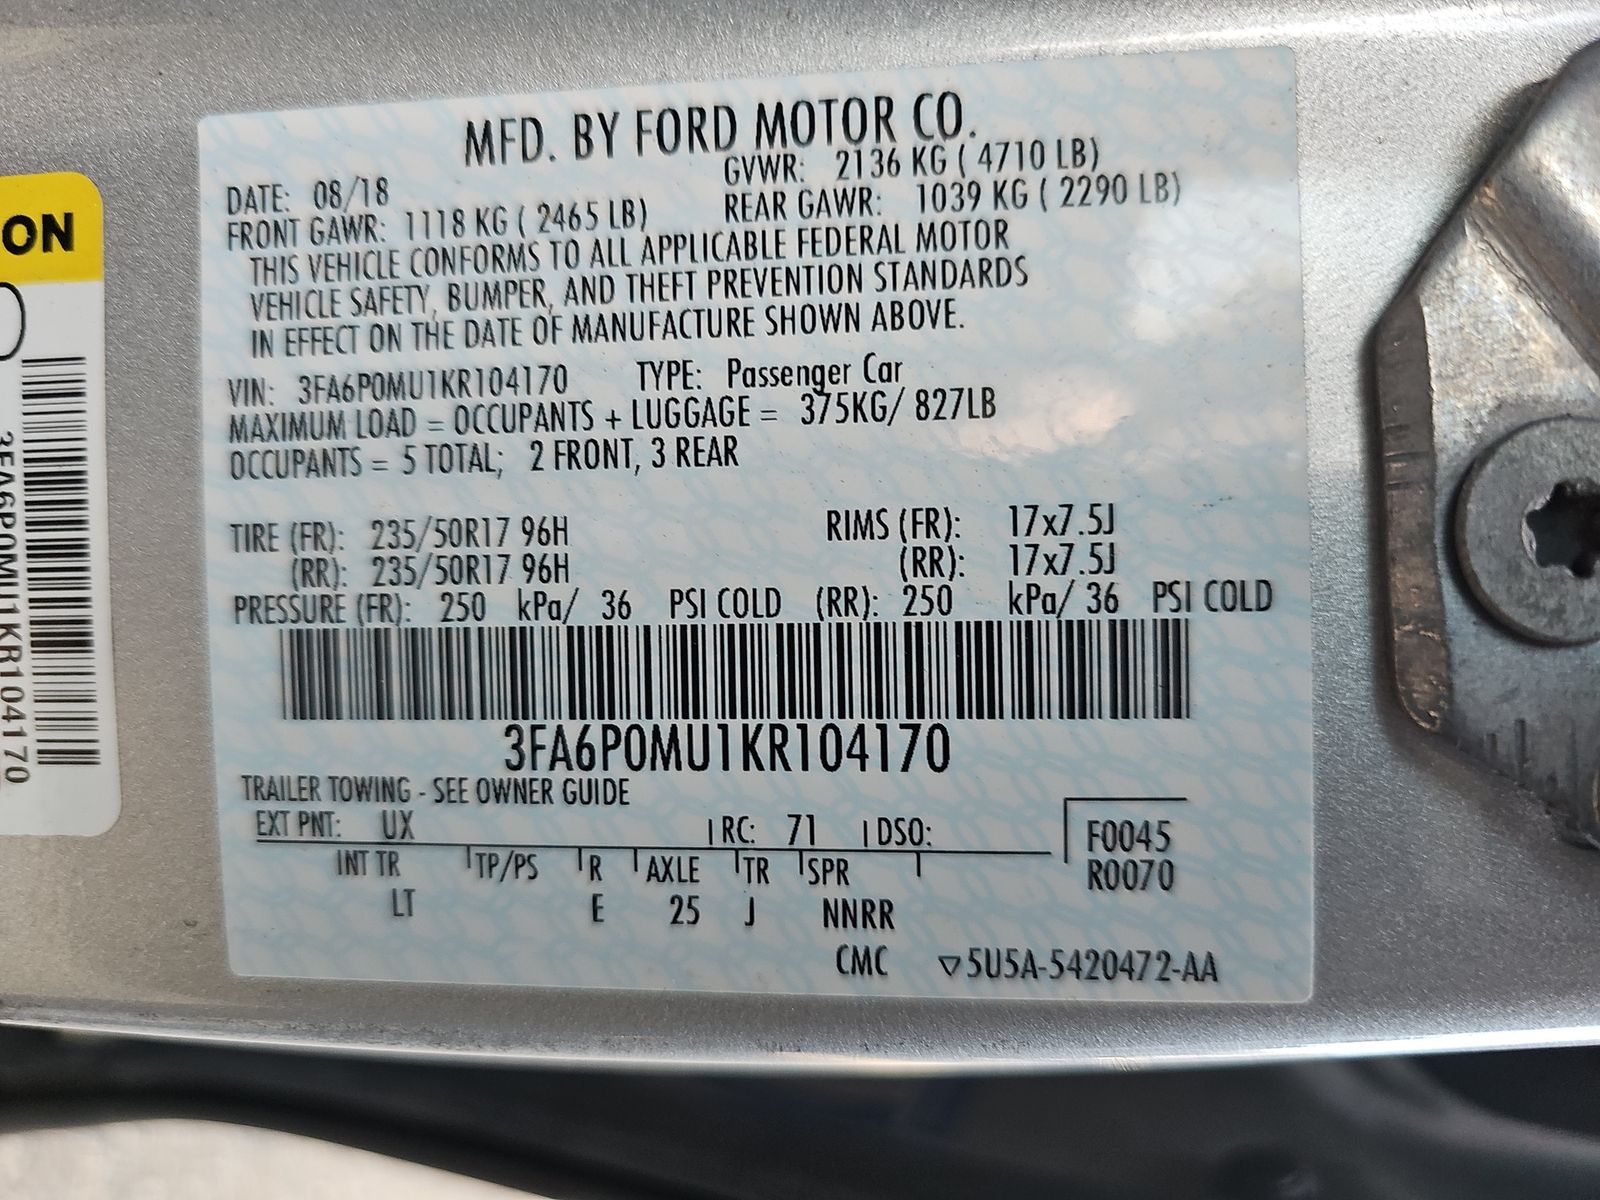 MFD. BY FORD MOTOR CO.
DATE: 08/18 GVWR: 2136 KG ( 4710 LB)
FRONT GAWR: 1118 KG ( 2465 LB) REAR GAWR: 1039 KG ( 2290 LB)
THIS VEHICLE CONFORMS TO ALL APPLICABLE FEDERAL MOTOR
VEHICLE SAFETY, BUMPER, AND THEFT PREVENTION STANDARDS
IN EFFECT ON THE DATE OF MANUFACTURE SHOWN ABOVE.
VIN: 3FA6P0MU1KR104170 TYPE: Passenger Car
MAXIMUM LOAD = OCCUPANTS + LUGGAGE = 375KG/ 827LB
OCCUPANTS = 5 TOTAL; 2 FRONT, 3 REAR
TIRE (FR): 235/50R17 96H RIMS (FR): 17x7.5J
(RR): 235/50R17 96H (RR): 17x7.5J
PRESSURE (FR): 250 kPa/ 36 PSI COLD (RR): 250 kPa/ 36 PSI COLD
3FA6P0MU1KR104170
TRAILER TOWING - SEE OWNER GUIDE
EXT PNT: UX RC: 71 DSO: F0045
INT TR TP/PS R AXLE TR SPR R0070
LT E 25 J NNRR
CMC ▽5U5A-5420472-AA
ON
3FA6P0MU1KR104170